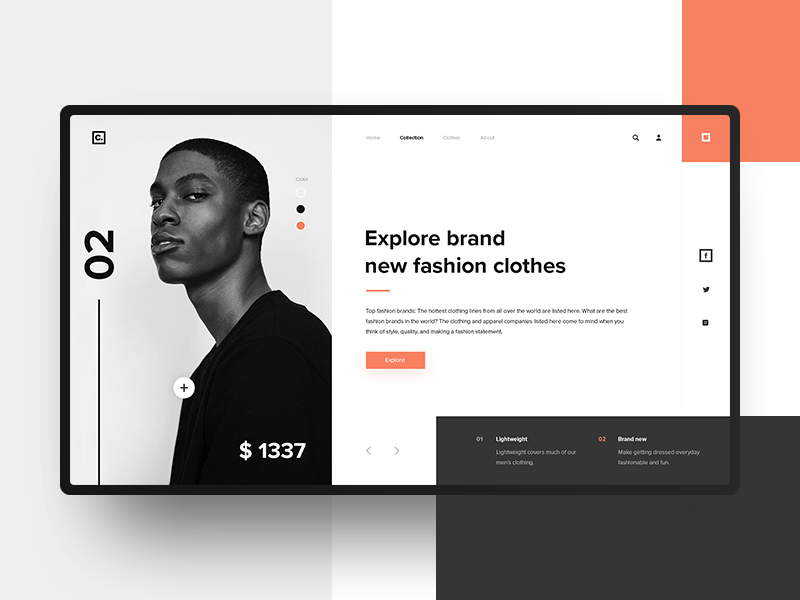 C.
Home Collection Clothes About
Color
02
Explore brand
new fashion clothes
Top fashion brands: The hottest clothing lines from all over the world are listed here. What are the best
fashion brands in the world? The clothing and apparel companies listed here come to mind when you
think of style, quality, and making a fashion statement.
Explore
$ 1337
01 Lightweight
Lightweight covers much of our
men's clothing.
02 Brand new
Make getting dressed everyday
fashionable and fun.